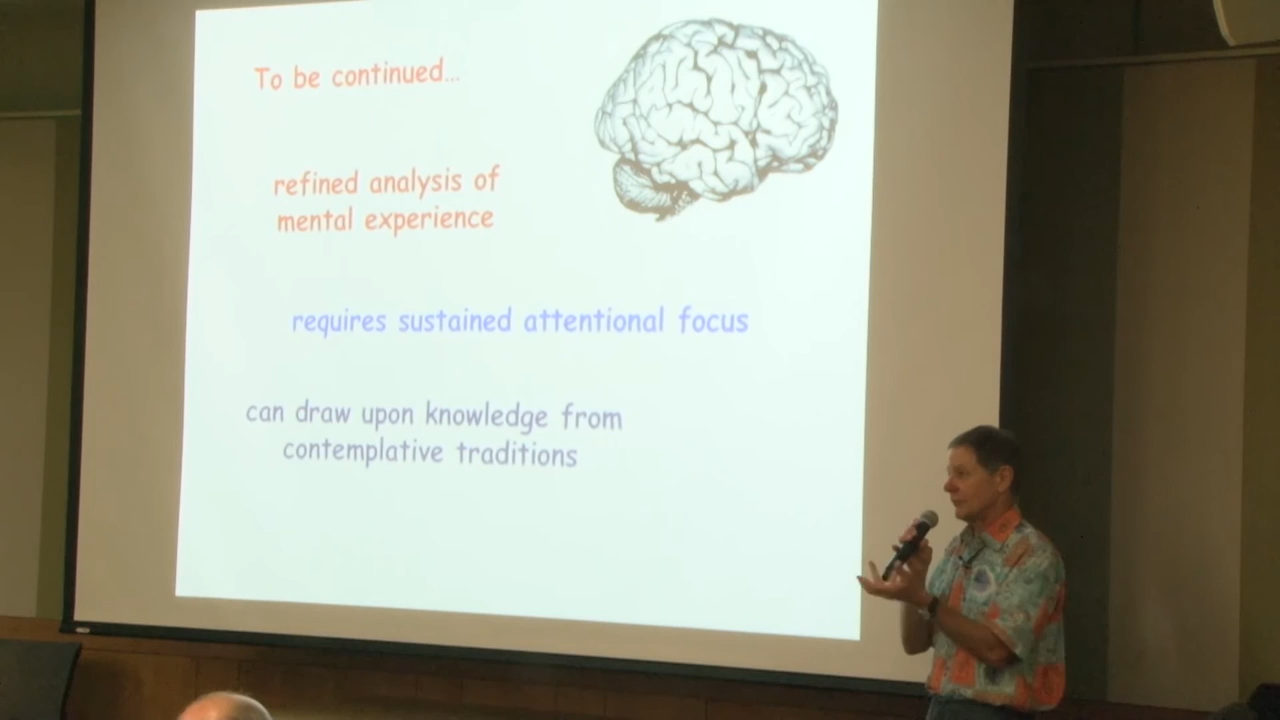 To be continued…
refined analysis of
mental experience
requires sustained attentional focus
can draw upon knowledge from
contemplative traditions